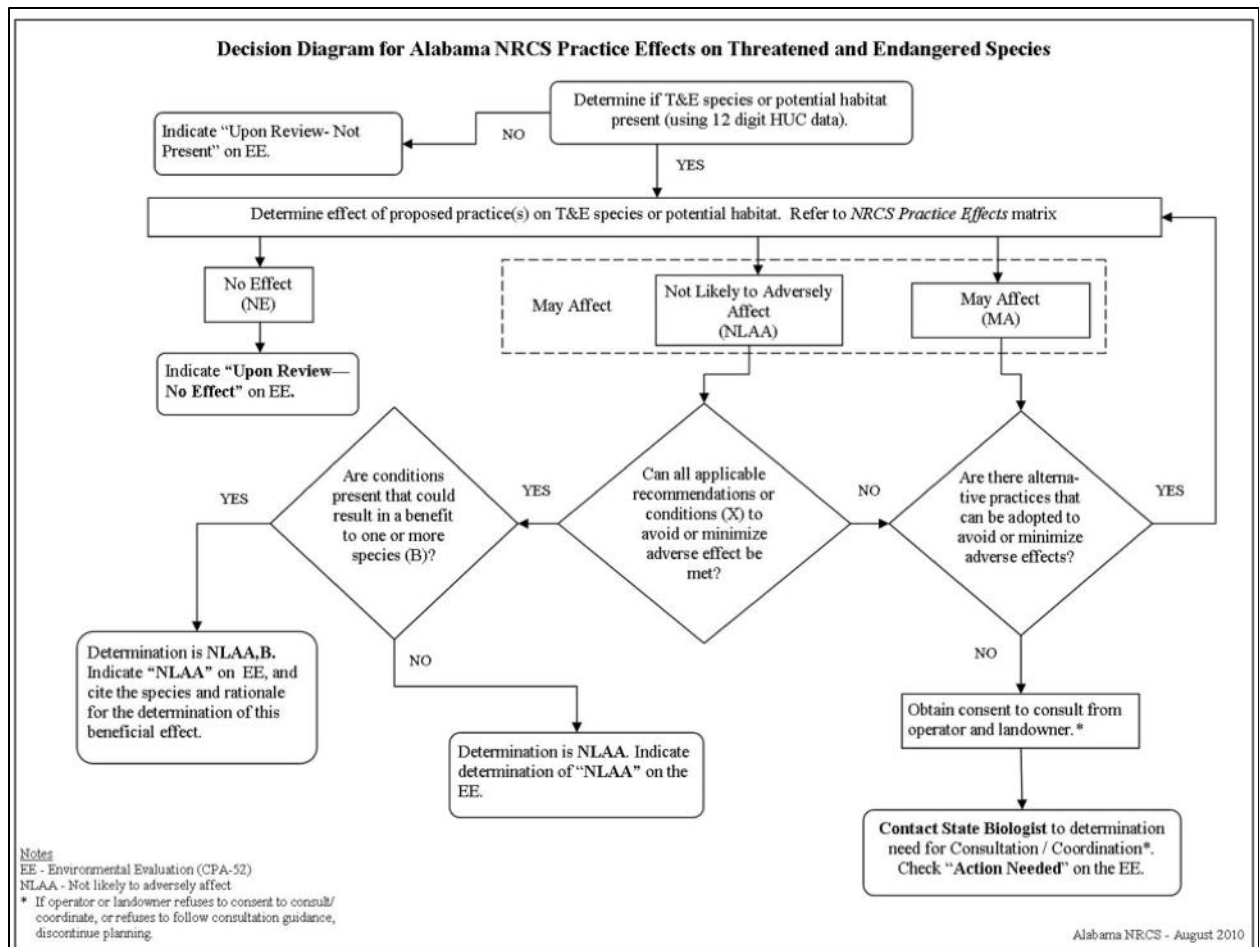 Decision Diagram for Alabama NRCS Practice Effects on Threatened and Endangered Species
Determine if T&E species or potential habitat
present (using 12 digit HUC data).
NO
Indicate “Upon Review- Not
Present” on EE.
YES
Determine effect of proposed practice(s) on T&E species or potential habitat. Refer to NRCS Practice Effects matrix
No Effect
(NE)
May Affect
Not Likely to Adversely
Affect
(NLAA)
May Affect
(MA)
Indicate “Upon Review—
No Effect” on EE.
Are conditions
present that could
result in a benefit
to one or more
species (B)?
YES
YES
Can all applicable
recommendations or
conditions (X) to
avoid or minimize
adverse effect be
met?
NO
Are there alterna-
tive practices that
can be adopted to
avoid or minimize
adverse effects?
YES
Determination is NLAA,B.
Indicate “NLAA” on EE, and
cite the species and rationale
for the determination of this
beneficial effect.
NO
Determination is NLAA. Indicate
determination of “NLAA” on the
EE.
NO
Obtain consent to consult from
operator and landowner.*
Contact State Biologist to determination
need for Consultation / Coordination*.
Check “Action Needed” on the EE.
Notes
EE - Environmental Evaluation (CPA-52)
NLAA - Not likely to adversely affect
* If operator or landowner refuses to consent to consult/
coordinate, or refuses to follow consultation guidance,
discontinue planning.
Alabama NRCS - August 2010